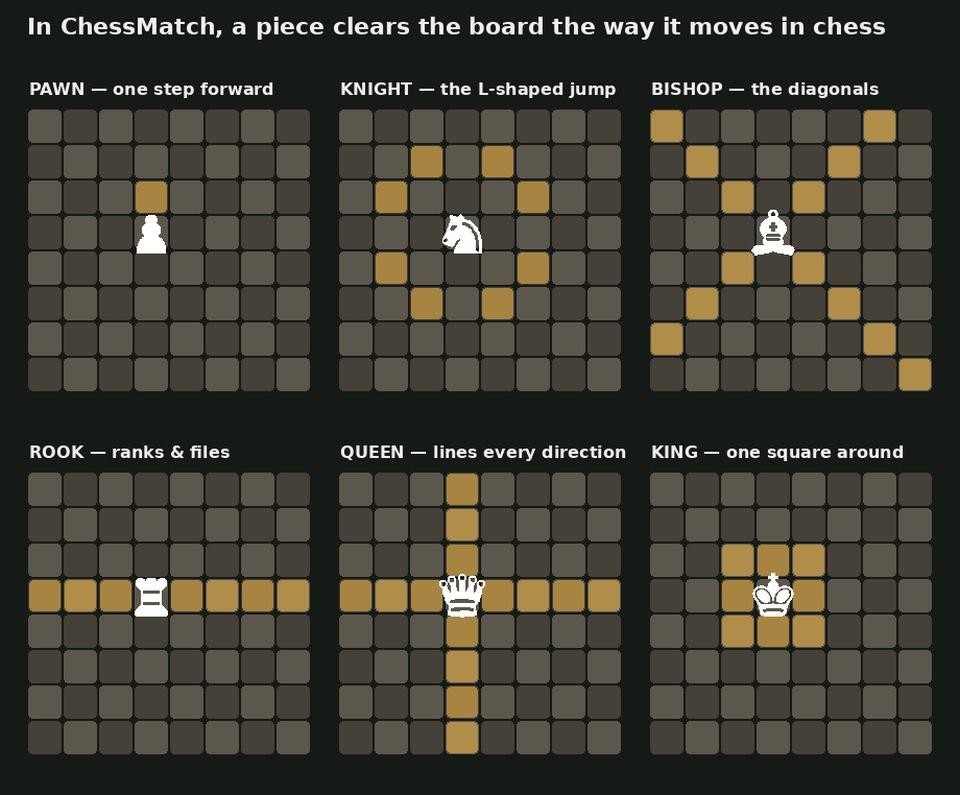 In ChessMatch, a piece clears the board the way it moves in chess
PAWN — one step forward
KNIGHT — the L-shaped jump
BISHOP — the diagonals
ROOK — ranks & files
QUEEN — lines every direction
KING — one square around